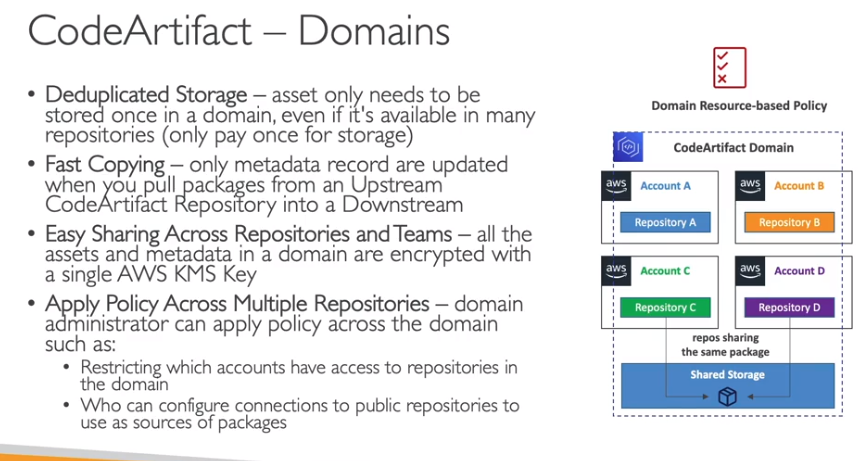 CodeArtifact – Domains
• Deduplicated Storage – asset only needs to be
stored once in a domain, even if it's available in many
repositories (only pay once for storage)
• Fast Copying – only metadata record are updated
when you pull packages from an Upstream
CodeArtifact Repository into a Downstream
• Easy Sharing Across Repositories and Teams – all the
assets and metadata in a domain are encrypted with
a single AWS KMS Key
• Apply Policy Across Multiple Repositories – domain
administrator can apply policy across the domain
such as:
• Restricting which accounts have access to repositories in
the domain
• Who can configure connections to public repositories to
use as sources of packages
Domain Resource-based Policy
CodeArtifact Domain
aws Account A
Repository A
aws Account B
Repository B
aws Account C
Repository C
aws Account D
Repository D
repos sharing
the same package
Shared Storage